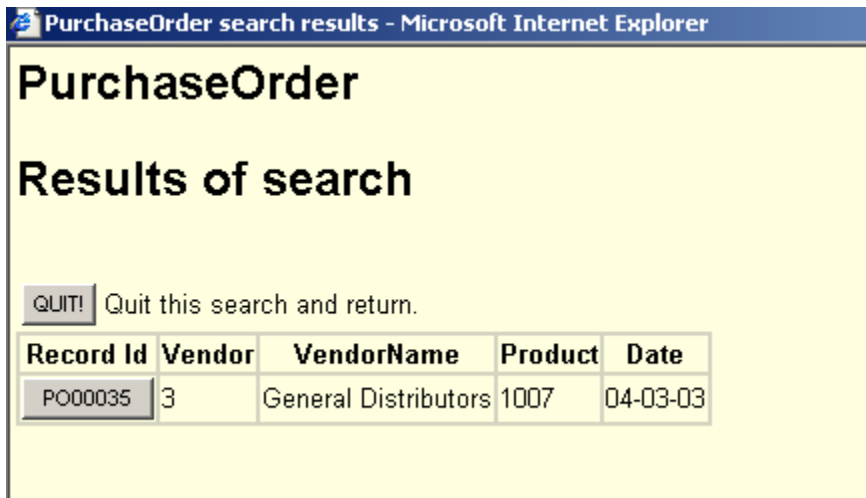 PurchaseOrder search results - Microsoft Internet Explorer
PurchaseOrder
Results of search
QUIT! Quit this search and return.
Record Id Vendor VendorName Product Date
PO00035 3 General Distributors 1007 04-03-03